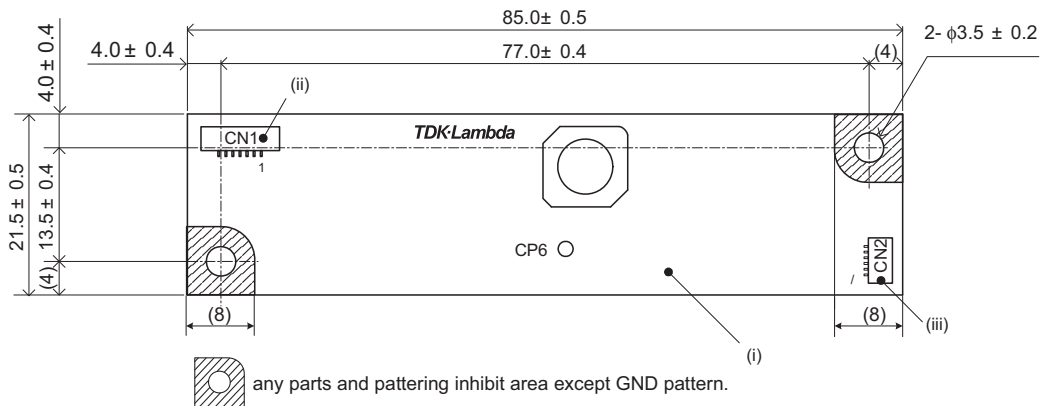 85.0± 0.5
4.0± 0.4
77.0± 0.4
(4)
2- ϕ3.5 ± 0.2
4.0± 0.4
(ii)
CN1
1
TDK·Lambda
21.5± 0.5
13.5± 0.4
(4)
CP6
CN2
/
(8)
(8)
(iii)
(i)
any parts and pattering inhibit area except GND pattern.